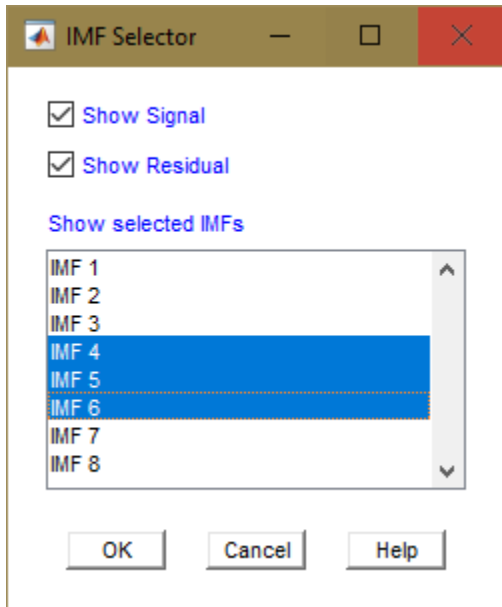 IMF Selector
Show Signal
Show Residual
Show selected IMFs
IMF 1
IMF 2
IMF 3
IMF 4
IMF 5
IMF 6
IMF 7
IMF 8
OK Cancel Help